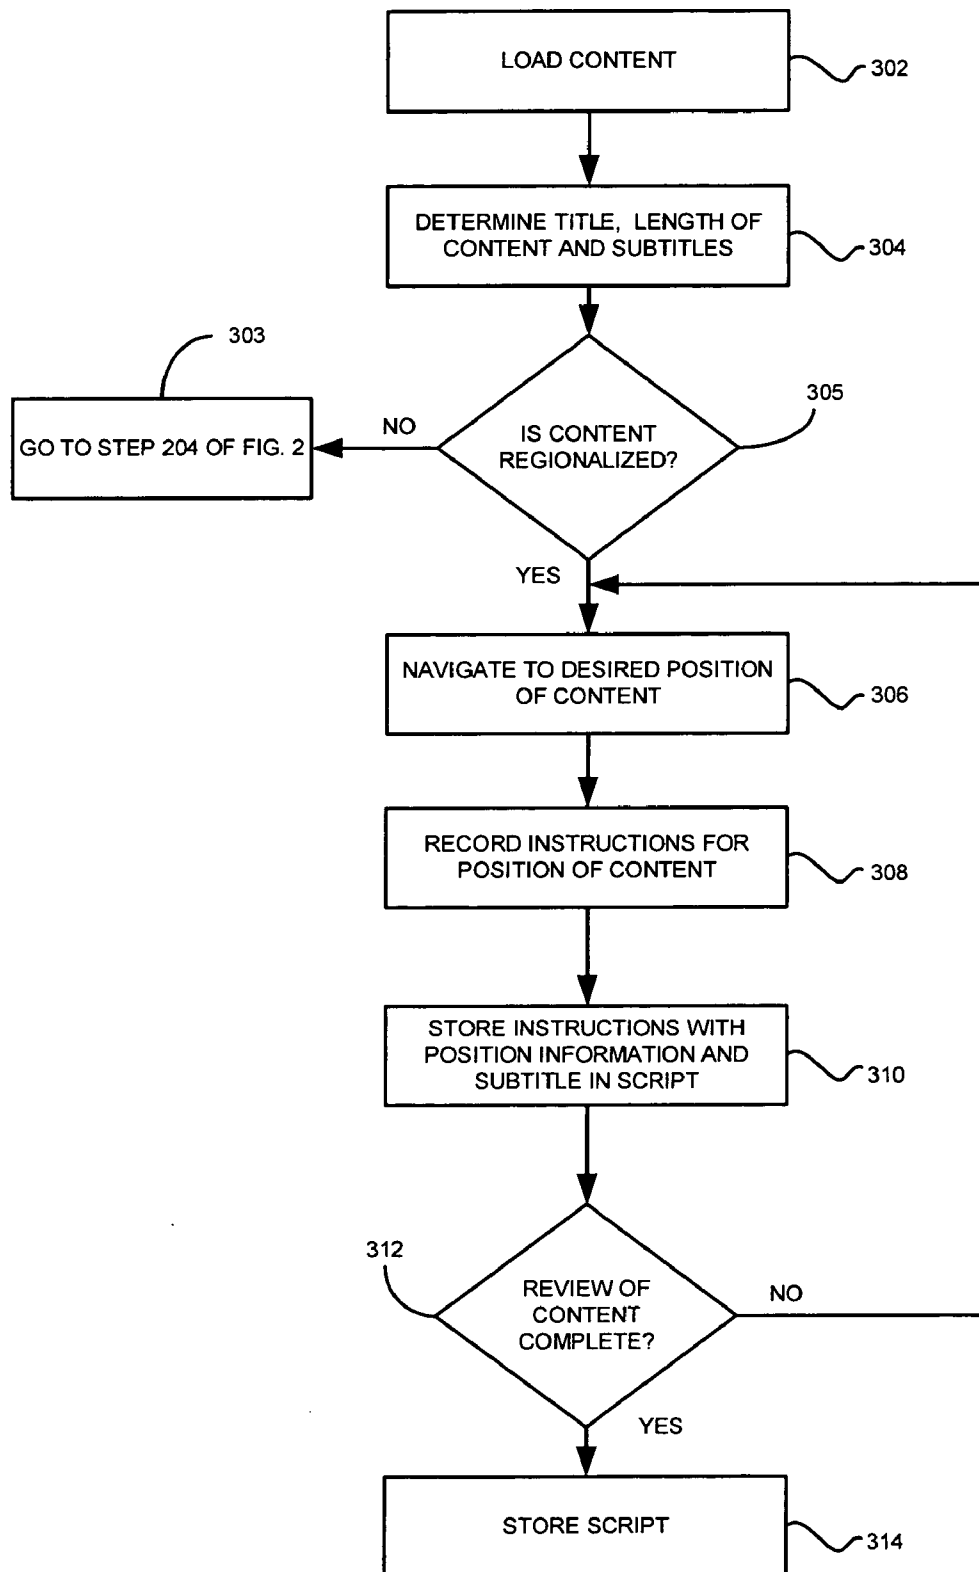 LOAD CONTENT
302
DETERMINE TITLE, LENGTH OF
CONTENT AND SUBTITLES
304
303
305
GO TO STEP 204 OF FIG. 2
NO
IS CONTENT
REGIONALIZED?
YES
NAVIGATE TO DESIRED POSITION
OF CONTENT
306
RECORD INSTRUCTIONS FOR
POSITION OF CONTENT
308
STORE INSTRUCTIONS WITH
POSITION INFORMATION AND
SUBTITLE IN SCRIPT
310
312
REVIEW OF
CONTENT
COMPLETE?
NO
YES
STORE SCRIPT
314